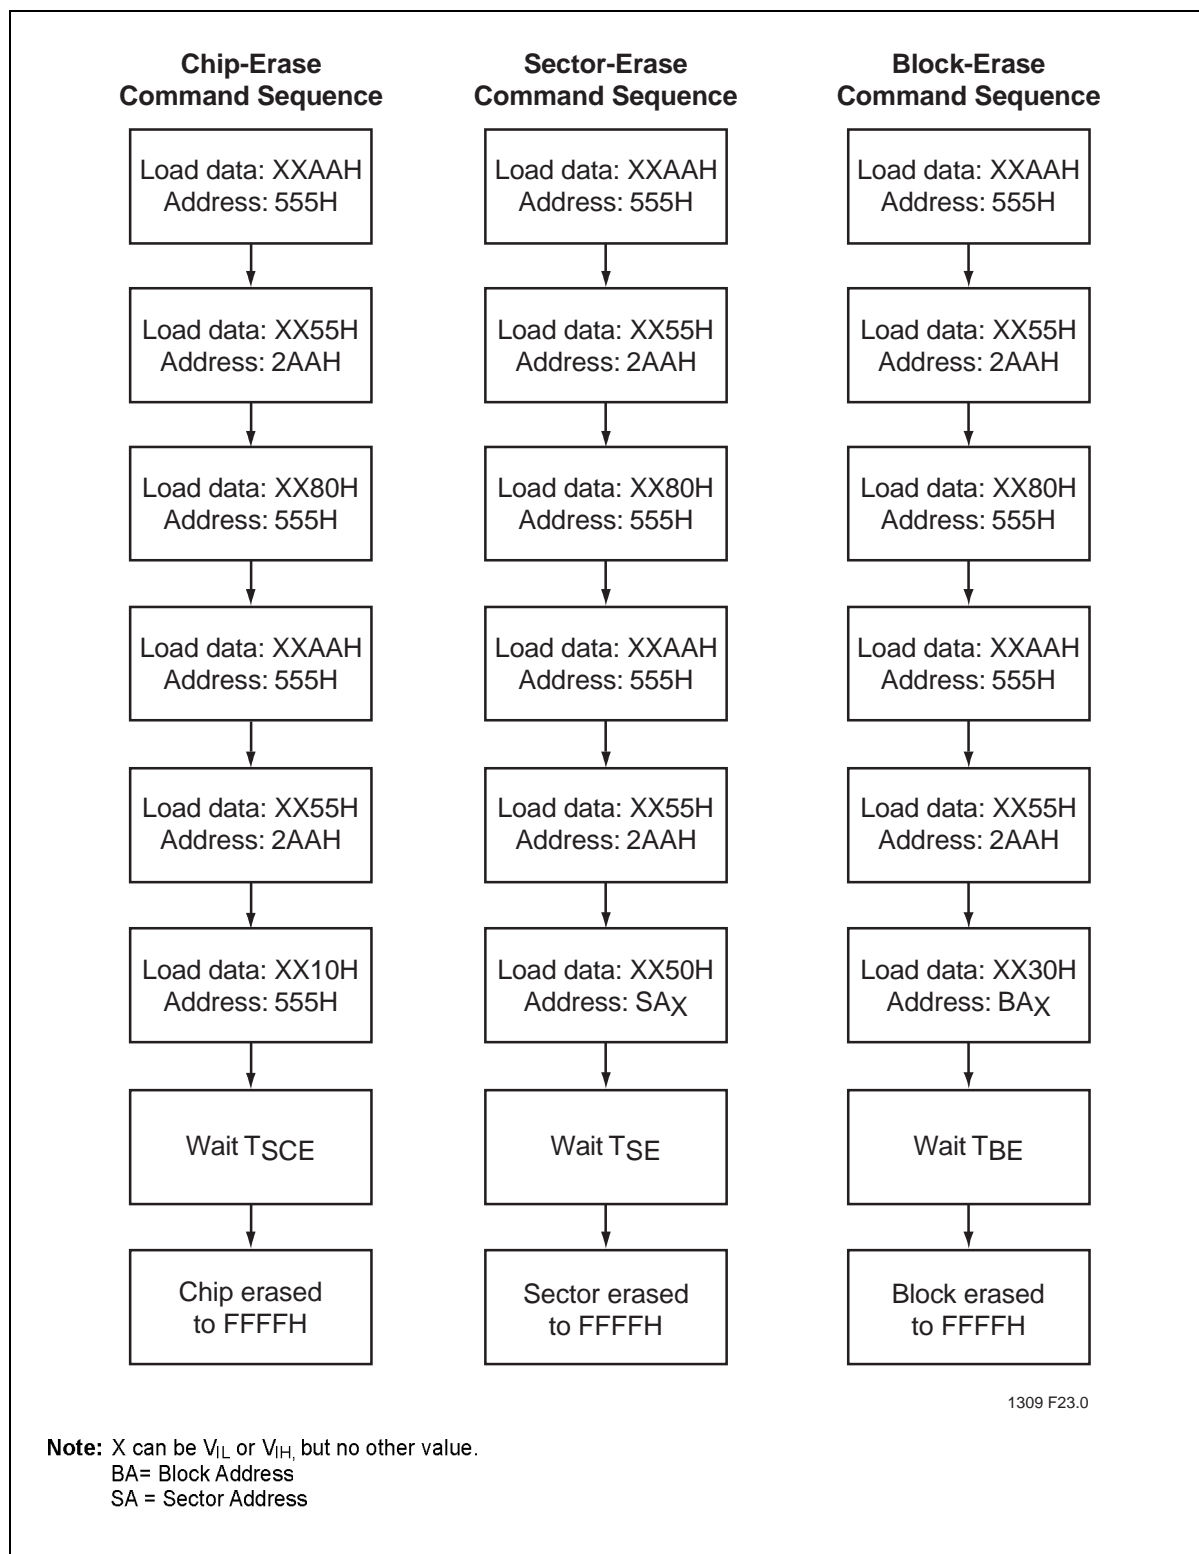 Chip-Erase
Command Sequence
Load data: XXAAH
Address: 555H
Load data: XX55H
Address: 2AAH
Load data: XX80H
Address: 555H
Load data: XXAAH
Address: 555H
Load data: XX55H
Address: 2AAH
Load data: XX10H
Address: 555H
Wait TSCE
Chip erased
to FFFFH
Sector-Erase
Command Sequence
Load data: XXAAH
Address: 555H
Load data: XX55H
Address: 2AAH
Load data: XX80H
Address: 555H
Load data: XXAAH
Address: 555H
Load data: XX55H
Address: 2AAH
Load data: XX50H
Address: SAX
Wait TSE
Sector erased
to FFFFH
Block-Erase
Command Sequence
Load data: XXAAH
Address: 555H
Load data: XX55H
Address: 2AAH
Load data: XX80H
Address: 555H
Load data: XXAAH
Address: 555H
Load data: XX55H
Address: 2AAH
Load data: XX30H
Address: BAX
Wait TBE
Block erased
to FFFFH
1309 F23.0
Note: X can be VIL or VIH, but no other value.
BA= Block Address
SA = Sector Address